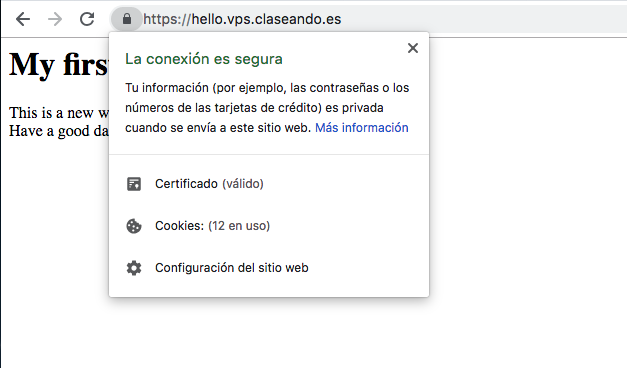 https://hello.vps.claseando.es
My firs
La conexión es segura
This is a new w
Have a good da
Tu información (por ejemplo, las contraseñas o los
números de las tarjetas de crédito) es privada
cuando se envía a este sitio web. Más información
Certificado (válido)
Cookies: (12 en uso)
Configuración del sitio web